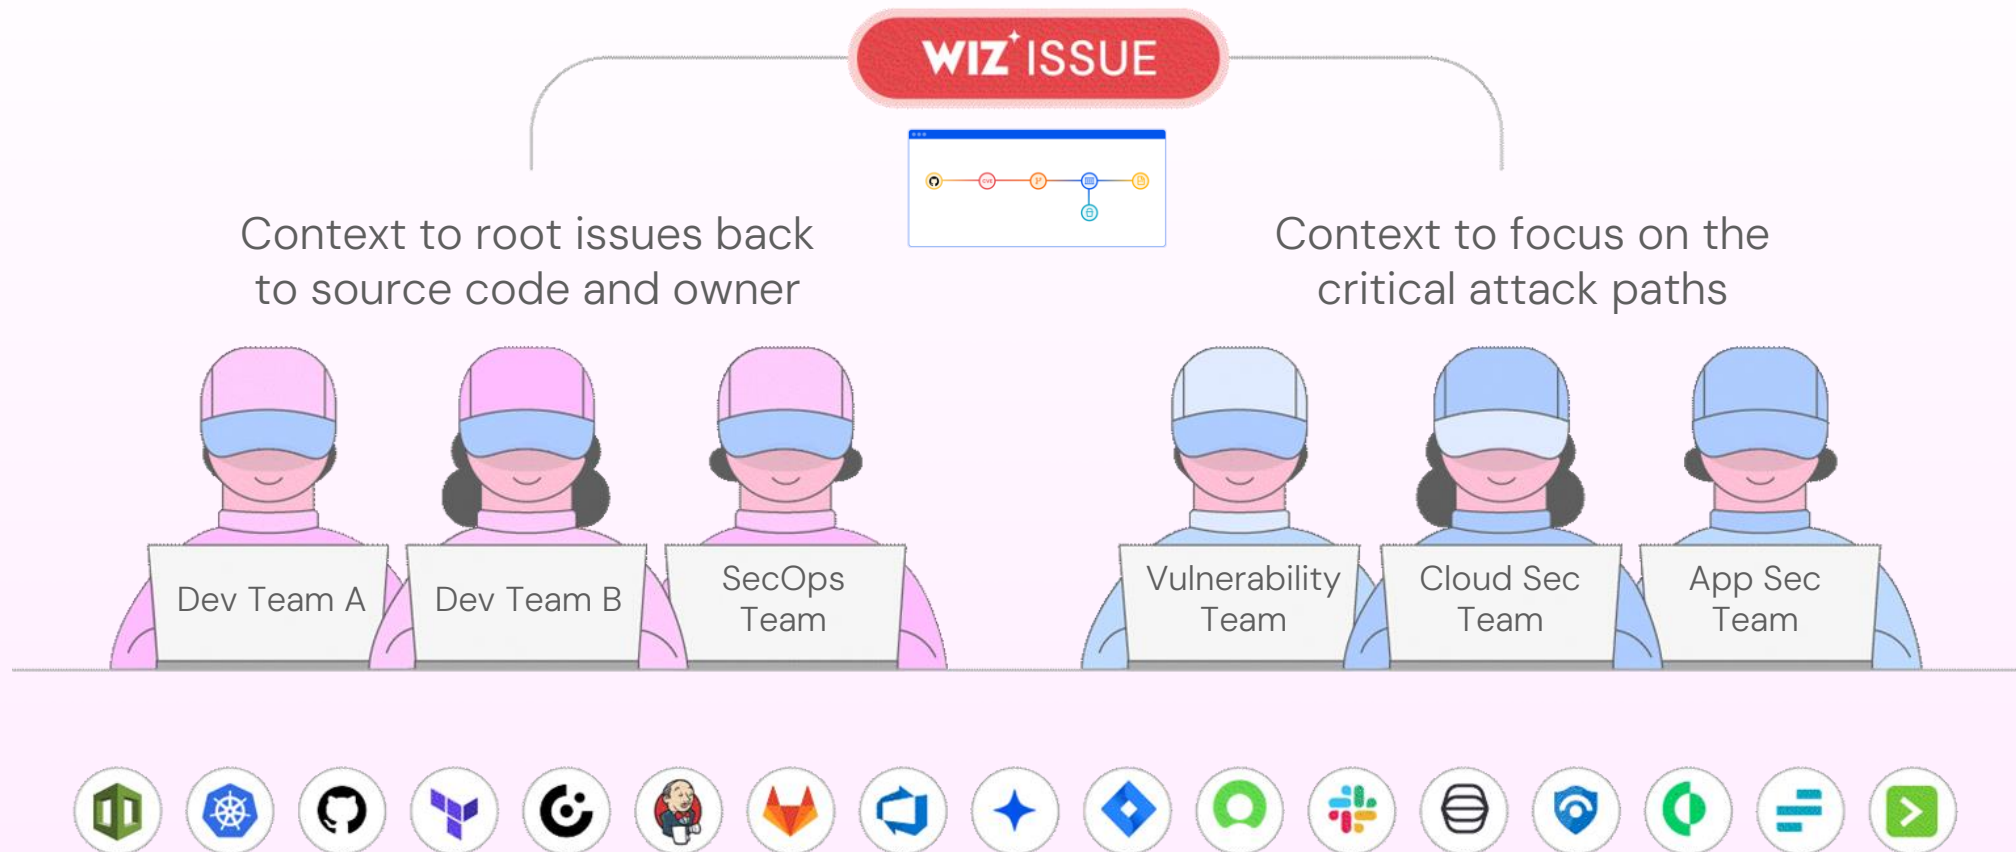 WIZ ISSUE
CVE
Context to root issues back
to source code and owner
Context to focus on the
critical attack paths
Dev Team A
Dev Team B
SecOps
Team
Vulnerability
Team
Cloud Sec
Team
App Sec
Team